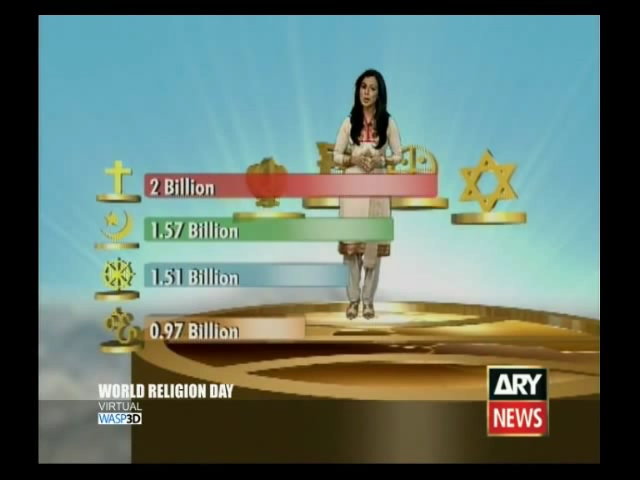 2 Billion
1.57 Billion
1.51 Billion
0.97 Billion
WORLD RELIGION DAY
VIRTUAL
WASP3D
ARY
NEWS